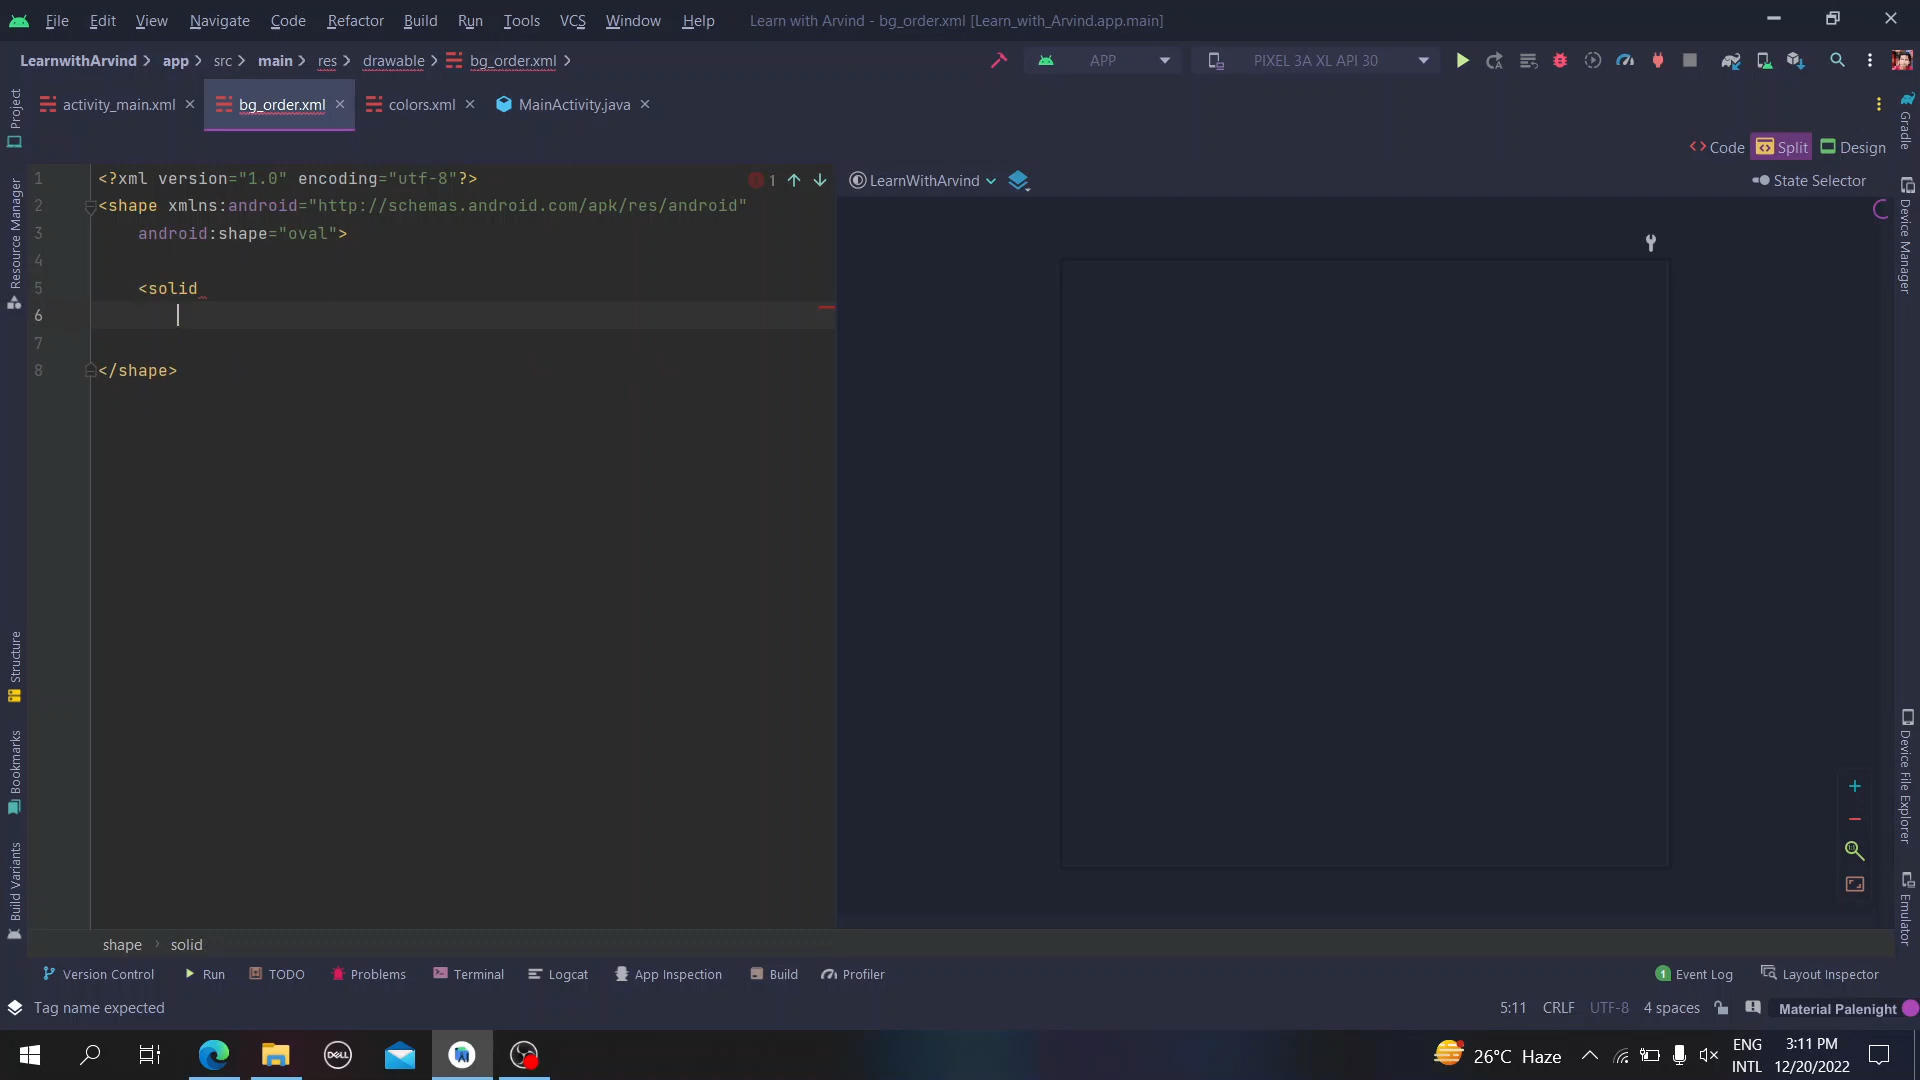 File Edit View Navigate Code Refactor Build Run Tools VCS Window Help Learn with Arvind - bg_order.xml [Learn_with_Arvind.app.main]
LearnwithArvind app src main res drawable bg_order.xml APP PIXEL 3A XL API 30
activity_main.xml bg_order.xml colors.xml MainActivity.java
Code Split Design
LearnWithArvind State Selector
1 <?xml version="1.0" encoding="utf-8"?> 1
2 <shape xmlns:android="http://schemas.android.com/apk/res/android"
3 android:shape="oval">
4
5 <solid
6
7
8 </shape>
Project
Resource Manager
Structure
Bookmarks
Build Variants
Gradle
Device Manager
Device File Explorer
Emulator
shape solid
Version Control Run TODO Problems Terminal Logcat App Inspection Build Profiler 1 Event Log Layout Inspector
Tag name expected 5:11 CRLF UTF-8 4 spaces Material Palenight
DELL 26°C Haze ENG 3:11 PM
INTL 12/20/2022